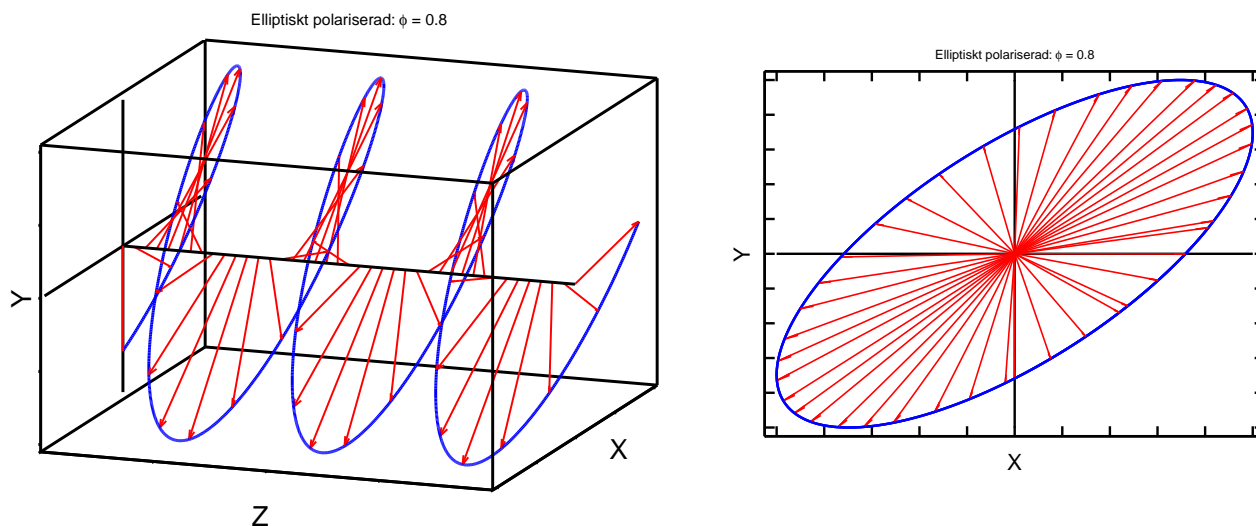 Elliptiskt polariserad: ϕ = 0.8
Y
X
Z
Elliptiskt polariserad: ϕ = 0.8
Y
X